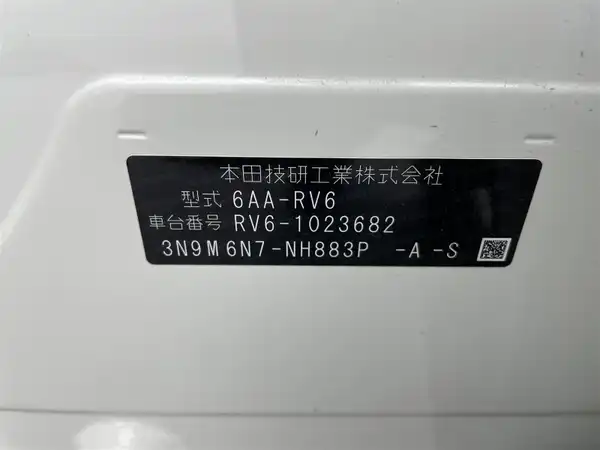 本田技研工業株式会社
型式 6AA-RV6
車台番号 RV6-1023682
3N9M6N7-NH883P -A -S